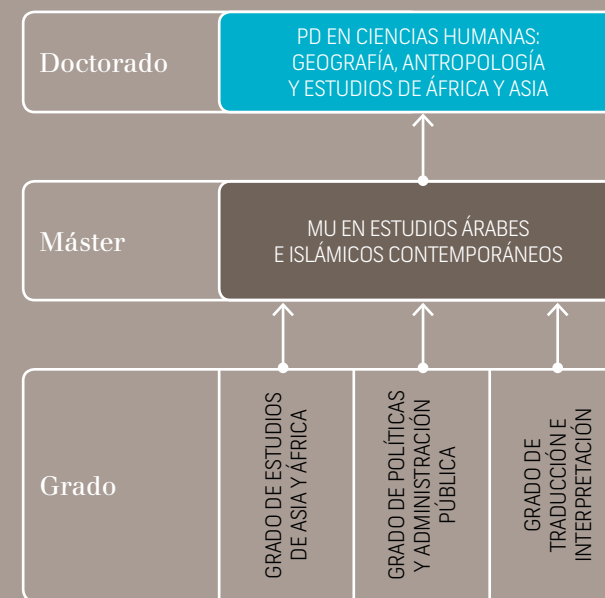 Doctorado
PD EN CIENCIAS HUMANAS:
GEOGRAFÍA, ANTROPOLOGÍA
Y ESTUDIOS DE ÁFRICA Y ASIA
Máster
MU EN ESTUDIOS ÁRABES
E ISLÁMICOS CONTEMPORÁNEOS
Grado
GRADO DE ESTUDIOS
DE ASIA Y ÁFRICA
GRADO DE POLÍTICAS
Y ADMINISTRACIÓN
PÚBLICA
GRADO DE
TRADUCCIÓN E
INTERPRETACIÓN